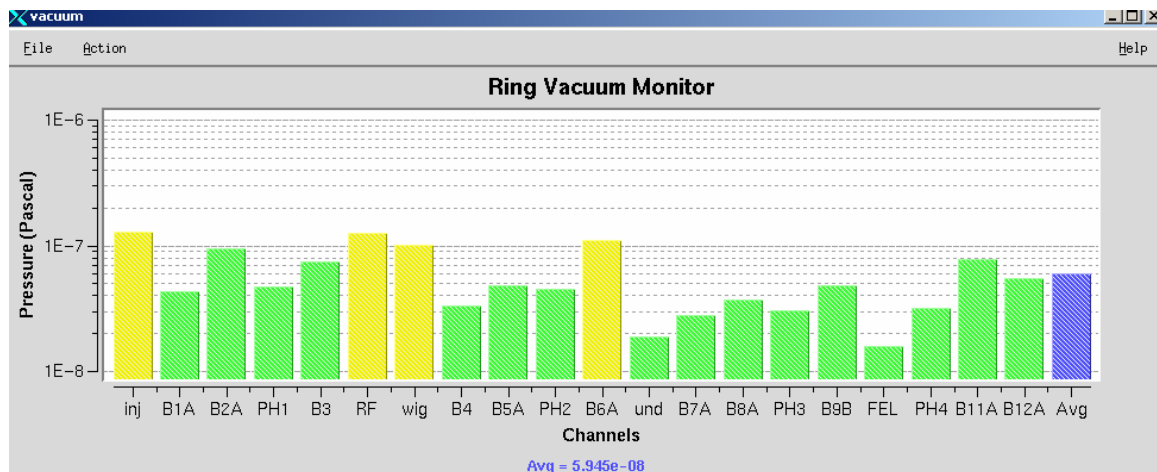 vacuum
File Action Help
Ring Vacuum Monitor
Pressure (Pascal)
1E-6
1E-7
1E-8
inj B1A B2A PH1 B3 RF wig B4 B5A PH2 B6A und B7A B8A PH3 B9B FEL PH4 B11A B12A Avg
Channels
Avg = 5.945e-08